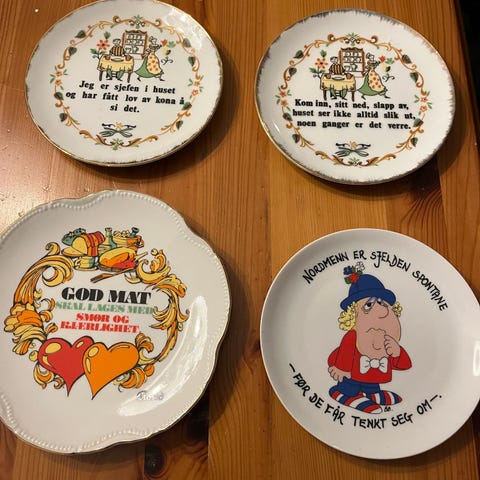 Jeg er sjefen i huset
og har fått lov av kona å
si det.
Kom inn, sitt ned, slapp av,
huset ser ikke alltid slik ut,
noen ganger er det verre.
GOD MAT
SKAL LAGES MED
SMØR OG
KJÆRLIGHET
NORDMENN ER SJELDEN SPONTANE
—FØR DE FÅR TENKT SEG OM—.